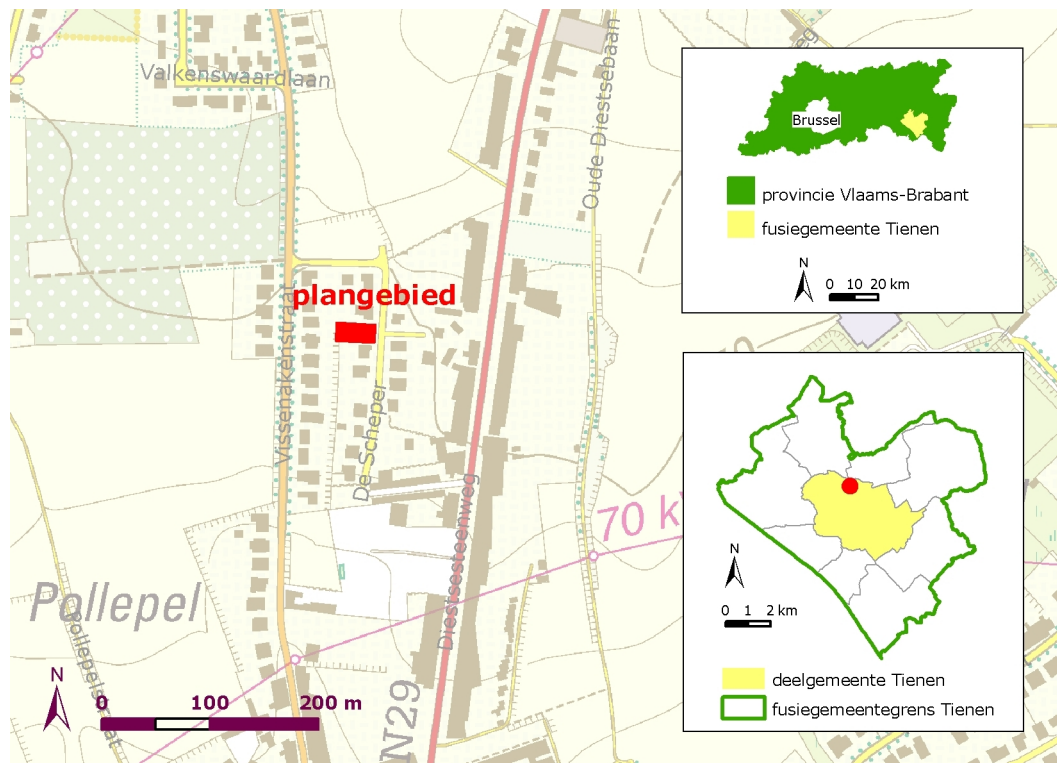 Valkenswaardlaan
Oude Diestsebaan
plangebied
Vissenakenstraat
De Scheper
Diestsesteenweg
70 k
Pollepel
N29
N
0 100 200 m
Brussel
provincie Vlaams-Brabant
fusiegemeente Tienen
N
0 10 20 km
N
0 1 2 km
deelgemeente Tienen
fusiegemeentegrens Tienen